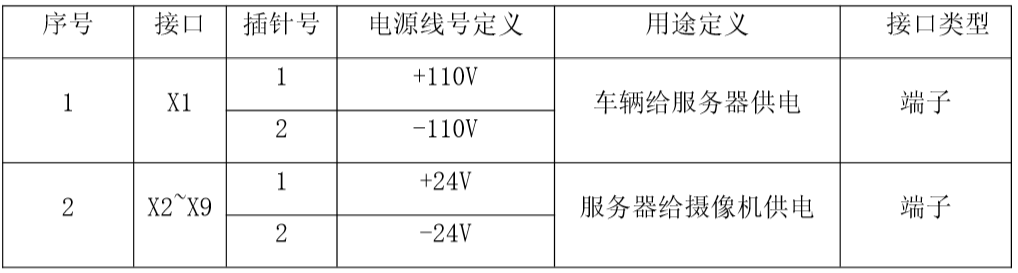 序号 接口 插针号 电源线号定义 用途定义 接口类型
1 X1 1 +110V 车辆给服务器供电 端子
2 -110V
2 X2~X9 1 +24V 服务器给摄像机供电 端子
2 -24V